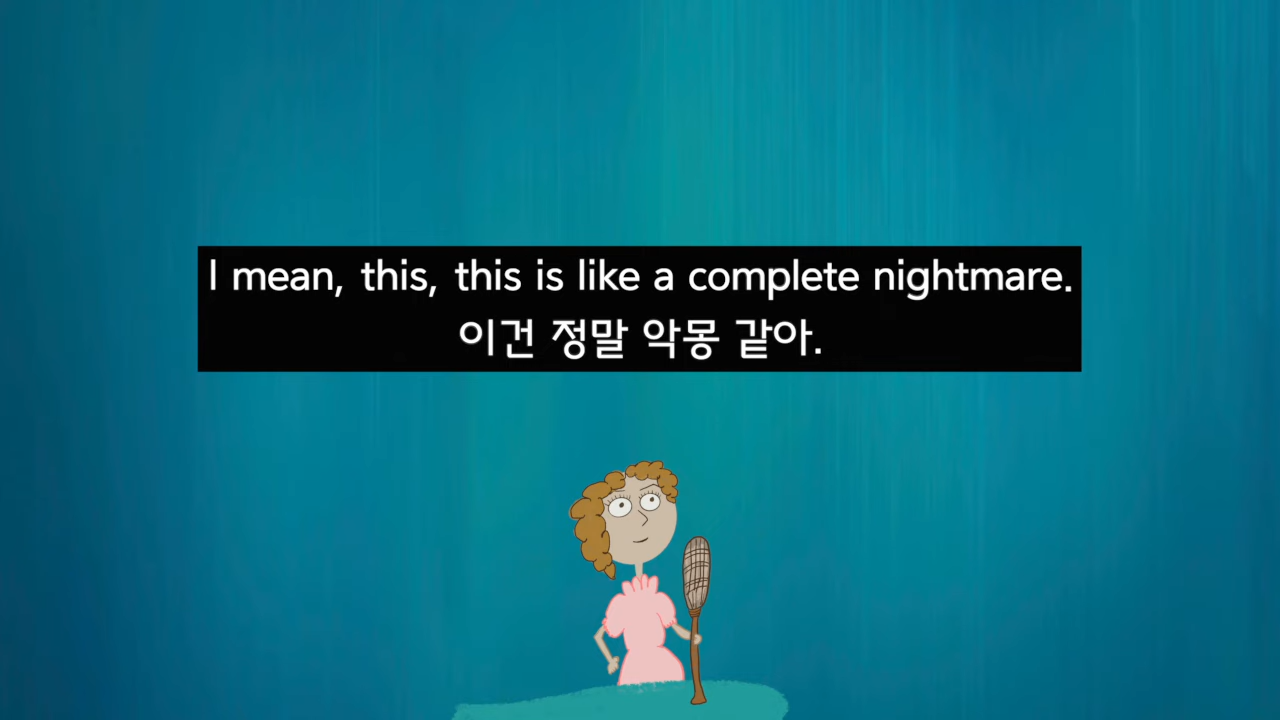 I mean, this, this is like a complete nightmare.
이건 정말 악몽 같아.